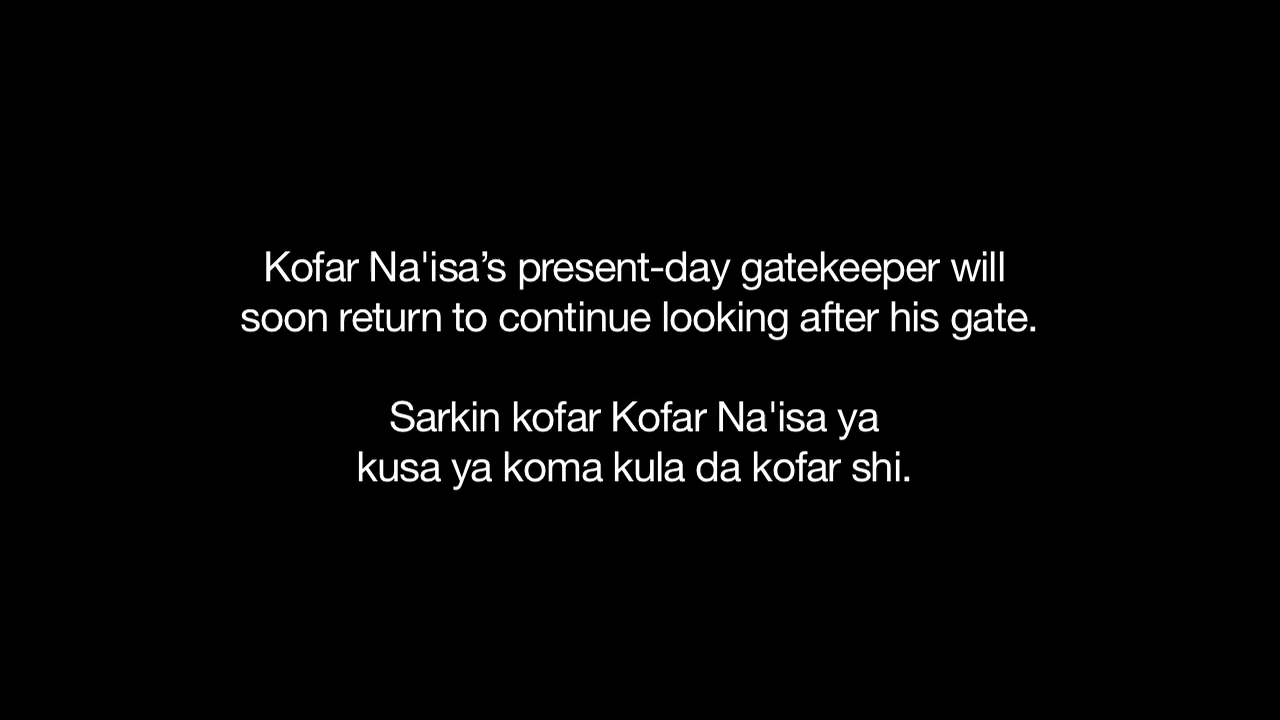 Kofar Na'isa’s present-day gatekeeper will
soon return to continue looking after his gate.
Sarkin kofar Kofar Na'isa ya
kusa ya koma kula da kofar shi.